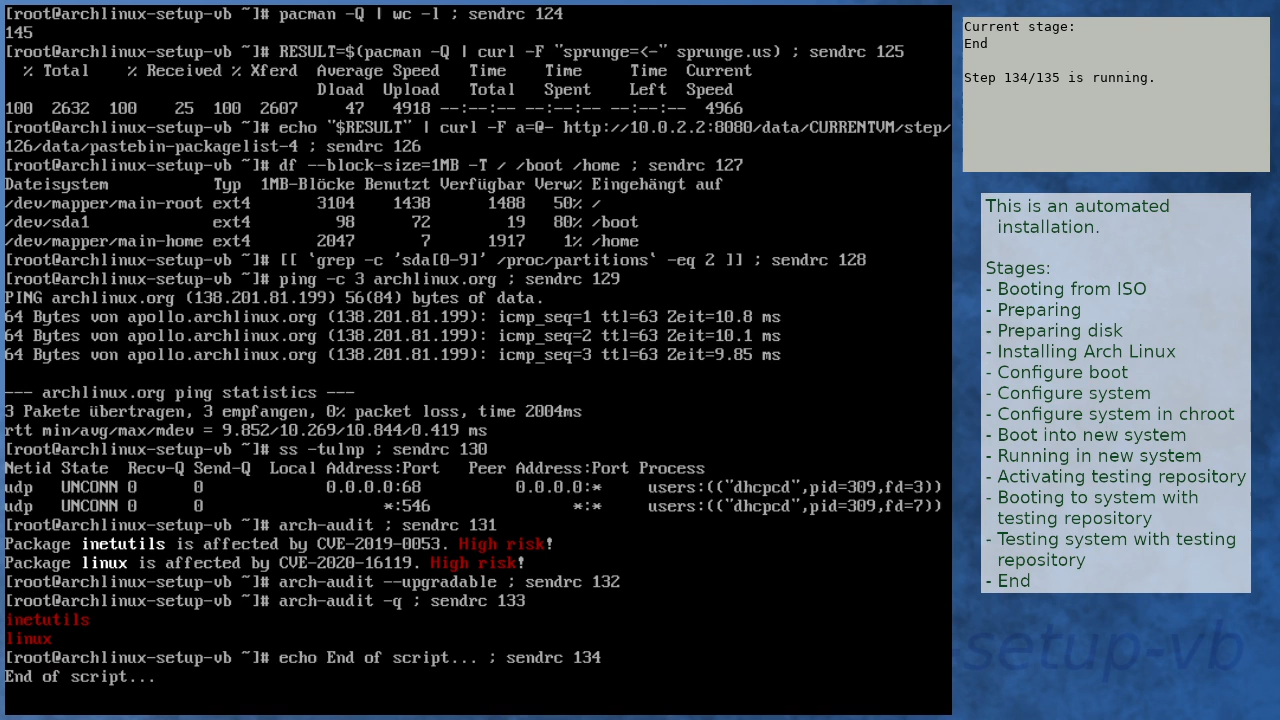 [root@archlinux-setup-vb ~]# pacman -Q | wc -l ; sendrc 124
145
[root@archlinux-setup-vb ~]# RESULT=$(pacman -Q | curl -F "sprunge=<-" sprunge.us) ; sendrc 125
  % Total    % Received % Xferd  Average Speed   Time    Time     Time  Current
                                 Dload  Upload   Total   Spent    Left  Speed
100  2632  100    25  100  2607     47   4918 --:--:-- --:--:-- --:--:--  4966
[root@archlinux-setup-vb ~]# echo "$RESULT" | curl -F a=@- http://10.0.2.2:8080/data/CURRENTVM/step/
126/data/pastebin-packagelist-4 ; sendrc 126
[root@archlinux-setup-vb ~]# df --block-size=1MB -T / /boot /home ; sendrc 127
Dateisystem           Typ  1MB-Blöcke Benutzt Verfügbar Verw% Eingehängt auf
/dev/mapper/main-root ext4       3104    1438      1488   50% /
/dev/sda1             ext4         98      72        19   80% /boot
/dev/mapper/main-home ext4       2047       7      1917    1% /home
[root@archlinux-setup-vb ~]# [[ `grep -c 'sda[0-9]' /proc/partitions` -eq 2 ]] ; sendrc 128
[root@archlinux-setup-vb ~]# ping -c 3 archlinux.org ; sendrc 129
PING archlinux.org (138.201.81.199) 56(84) bytes of data.
64 Bytes von apollo.archlinux.org (138.201.81.199): icmp_seq=1 ttl=63 Zeit=10.8 ms
64 Bytes von apollo.archlinux.org (138.201.81.199): icmp_seq=2 ttl=63 Zeit=10.1 ms
64 Bytes von apollo.archlinux.org (138.201.81.199): icmp_seq=3 ttl=63 Zeit=9.85 ms
--- archlinux.org ping statistics ---
3 Pakete übertragen, 3 empfangen, 0% packet loss, time 2004ms
rtt min/avg/max/mdev = 9.852/10.269/10.844/0.419 ms
[root@archlinux-setup-vb ~]# ss -tulnp ; sendrc 130
Netid State  Recv-Q Send-Q  Local Address:Port   Peer Address:Port Process
udp   UNCONN 0      0             0.0.0.0:68          0.0.0.0:*     users:(("dhcpcd",pid=309,fd=3))
udp   UNCONN 0      0                   *:546               *:*     users:(("dhcpcd",pid=309,fd=7))
[root@archlinux-setup-vb ~]# arch-audit ; sendrc 131
Package inetutils is affected by CVE-2019-0053. High risk!
Package linux is affected by CVE-2020-16119. High risk!
[root@archlinux-setup-vb ~]# arch-audit --upgradable ; sendrc 132
[root@archlinux-setup-vb ~]# arch-audit -q ; sendrc 133
inetutils
linux
[root@archlinux-setup-vb ~]# echo End of script... ; sendrc 134
End of script...
Current stage:
End
Step 134/135 is running.
This is an automated
installation.
Stages:
- Booting from ISO
- Preparing
- Preparing disk
- Installing Arch Linux
- Configure boot
- Configure system
- Configure system in chroot
- Boot into new system
- Running in new system
- Activating testing repository
- Booting to system with
testing repository
- Testing system with testing
repository
- End
-setup-vb